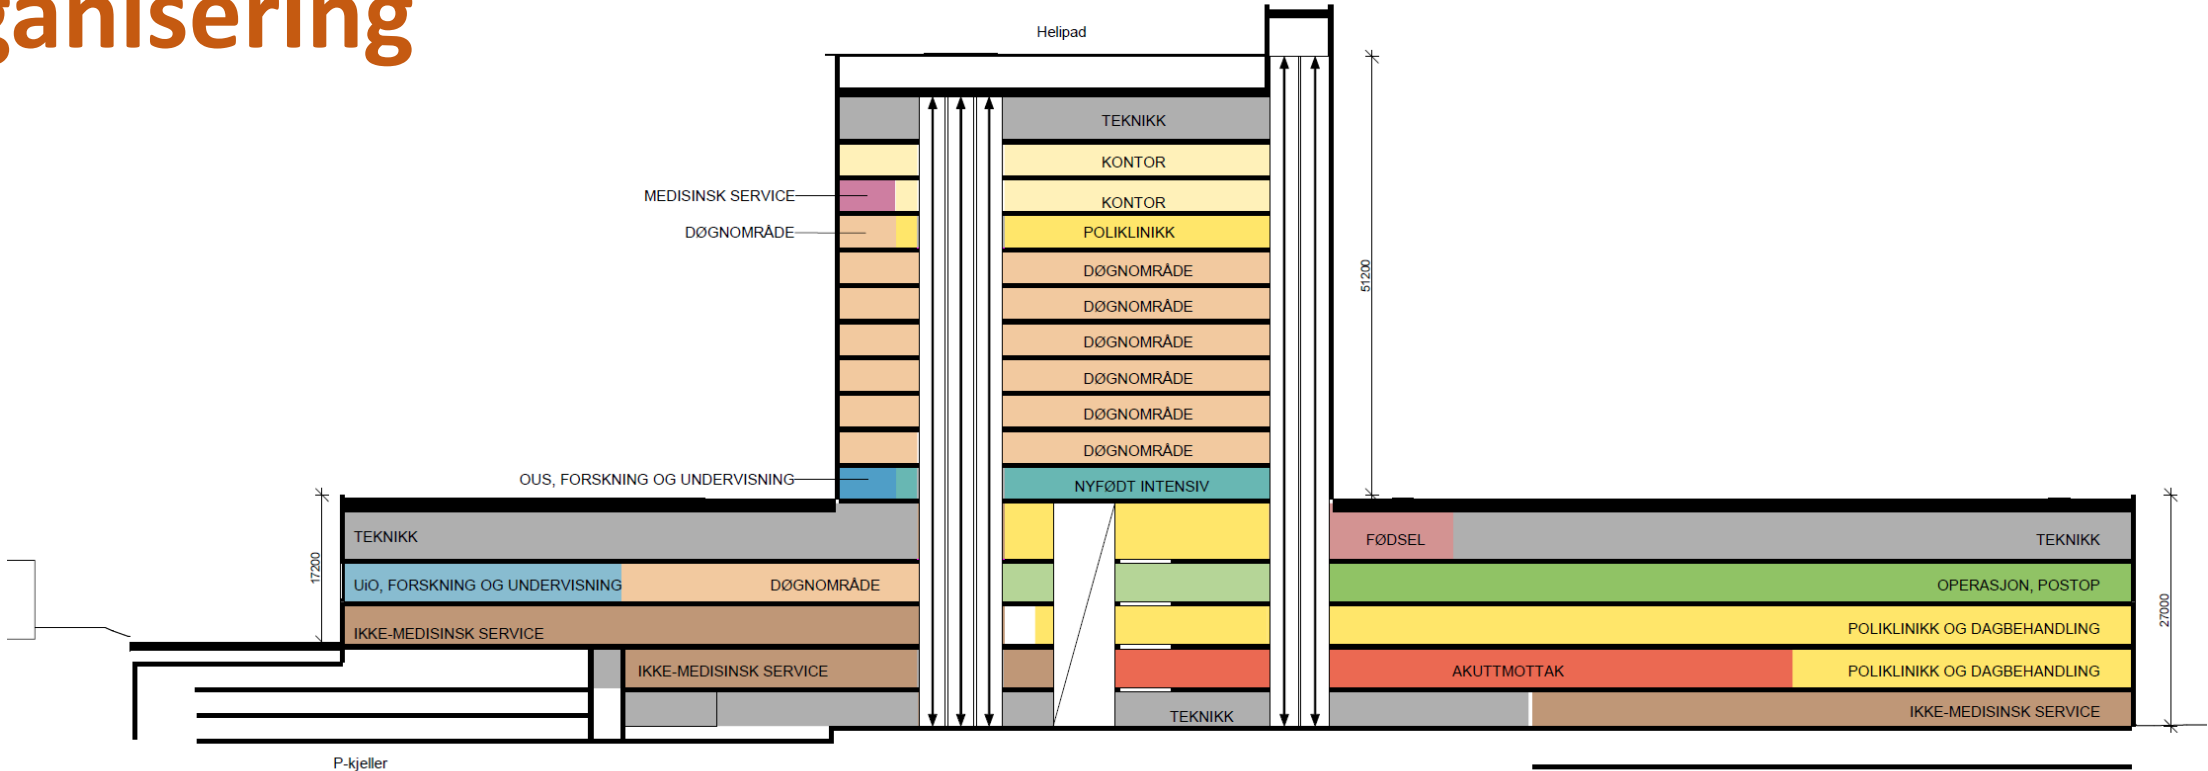 ganisering
Helipad
TEKNIKK
KONTOR
MEDISINSK SERVICE
KONTOR
DØGNOMRÅDE
POLIKLINIKK
DØGNOMRÅDE
51200
DØGNOMRÅDE
DØGNOMRÅDE
DØGNOMRÅDE
DØGNOMRÅDE
DØGNOMRÅDE
OUS, FORSKNING OG UNDERVISNING
NYFØDT INTENSIV
TEKNIKK
FØDSEL
TEKNIKK
17200
UiO, FORSKNING OG UNDERVISNING
DØGNOMRÅDE
OPERASJON, POSTOP
27000
IKKE-MEDISINSK SERVICE
POLIKLINIKK OG DAGBEHANDLING
IKKE-MEDISINSK SERVICE
AKUTTMOTTAK
POLIKLINIKK OG DAGBEHANDLING
TEKNIKK
IKKE-MEDISINSK SERVICE
P-kjeller